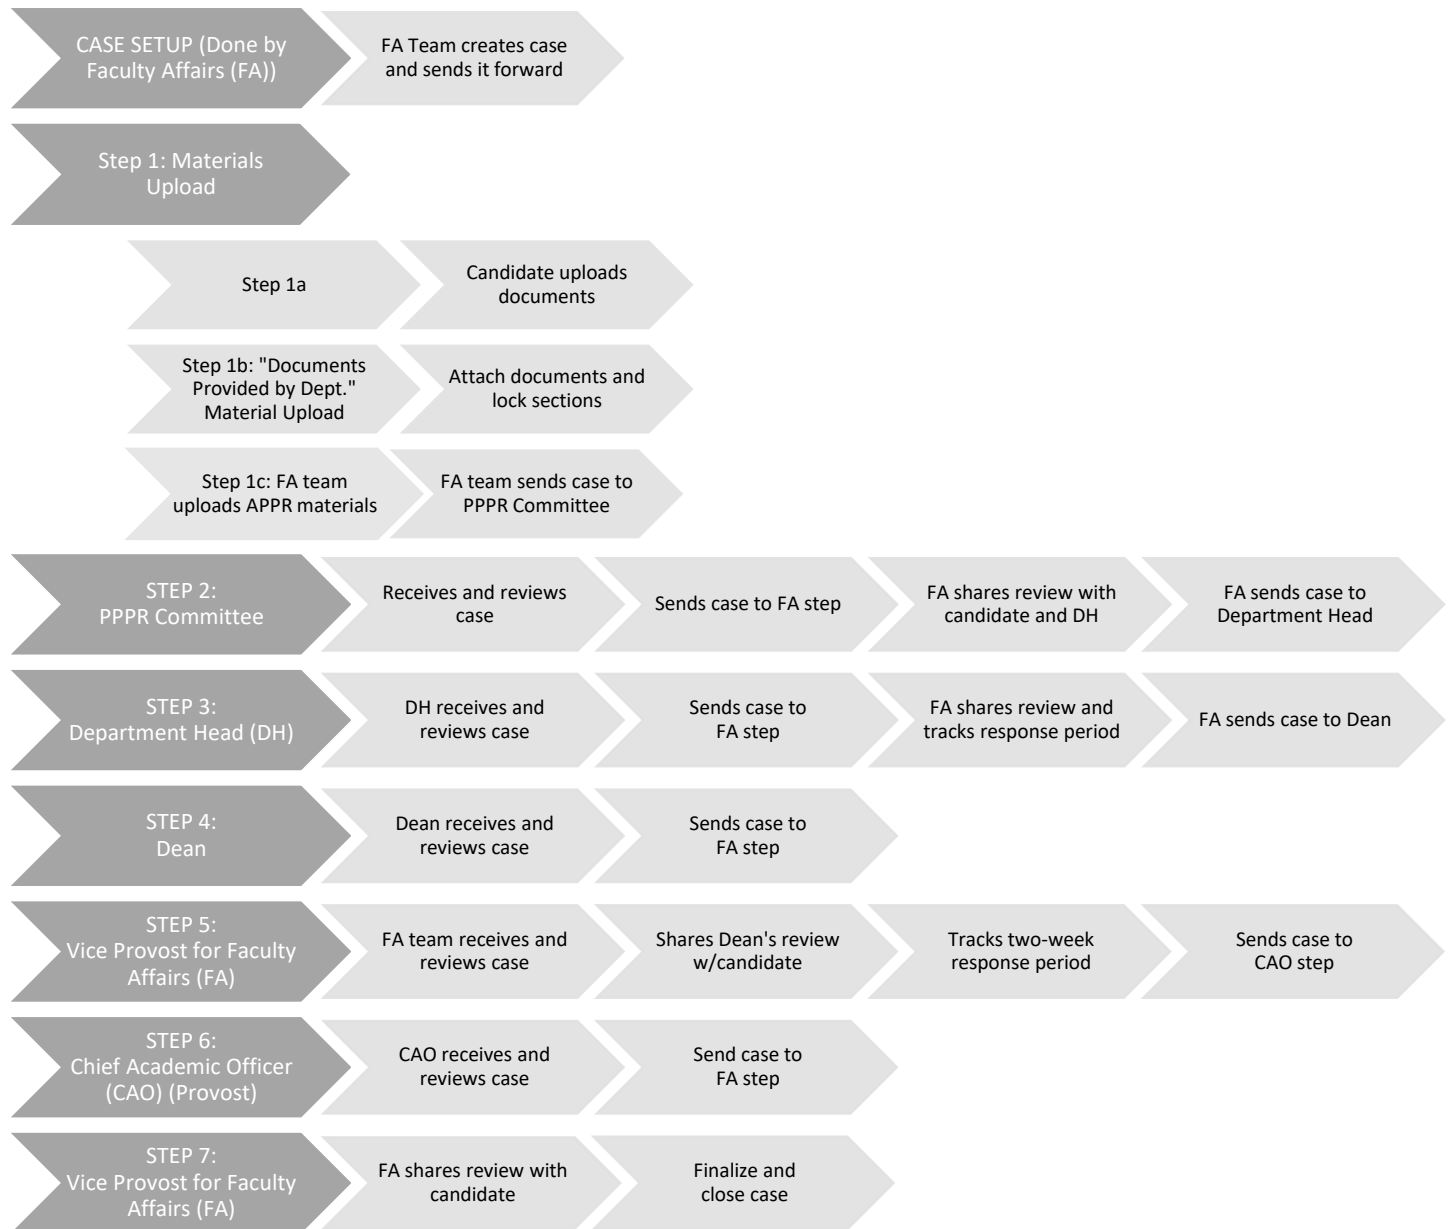 CASE SETUP (Done by
Faculty Affairs (FA))
FA Team creates case
and sends it forward
Step 1: Materials
Upload
Step 1a
Candidate uploads
documents
Step 1b: "Documents
Provided by Dept."
Material Upload
Attach documents and
lock sections
Step 1c: FA team
uploads APPR materials
FA team sends case to
PPPR Committee
STEP 2:
PPPR Committee
Receives and reviews
case
Sends case to FA step
FA shares review with
candidate and DH
FA sends case to
Department Head
STEP 3:
Department Head (DH)
DH receives and
reviews case
Sends case to
FA step
FA shares review and
tracks response period
FA sends case to Dean
STEP 4:
Dean
Dean receives and
reviews case
Sends case to
FA step
STEP 5:
Vice Provost for Faculty
Affairs (FA)
FA team receives and
reviews case
Shares Dean's review
w/candidate
Tracks two-week
response period
Sends case to
CAO step
STEP 6:
Chief Academic Officer
(CAO) (Provost)
CAO receives and
reviews case
Send case to
FA step
STEP 7:
Vice Provost for Faculty
Affairs (FA)
FA shares review with
candidate
Finalize and
close case